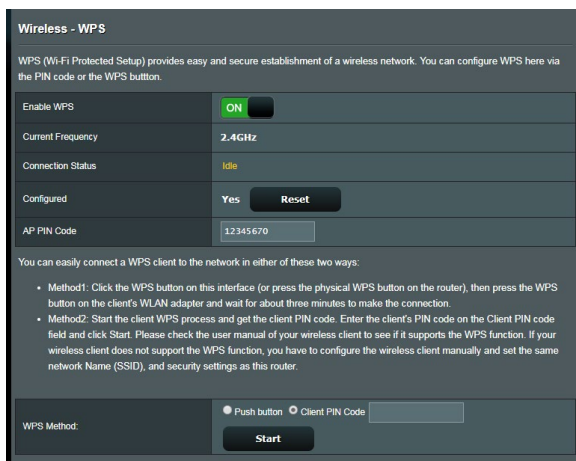 Wireless - WPS
WPS (Wi-Fi Protected Setup) provides easy and secure establishment of a wireless network. You can configure WPS here via
the PIN code or the WPS buttton.
Enable WPS
ON
Current Frequency
2.4GHz
Connection Status
Idle
Configured
Yes Reset
AP PIN Code
12345670
You can easily connect a WPS client to the network in either of these two ways:
• Method1: Click the WPS button on this interface (or press the physical WPS button on the router), then press the WPS
button on the client's WLAN adapter and wait for about three minutes to make the connection.
• Method2: Start the client WPS process and get the client PIN code. Enter the client's PIN code on the Client PIN code
field and click Start. Please check the user manual of your wireless client to see if it supports the WPS function. If your
wireless client does not support the WPS function, you have to configure the wireless client manually and set the same
network Name (SSID), and security settings as this router.
WPS Method:
Push button Client PIN Code
Start